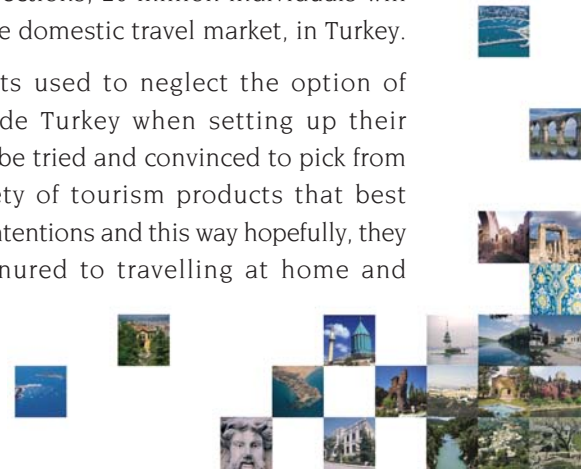 e domestic travel market, in Turkey.
ts used to neglect the option of
de Turkey when setting up their
be tried and convinced to pick from
ety of tourism products that best
ntentions and this way hopefully, they
nured to travelling at home and